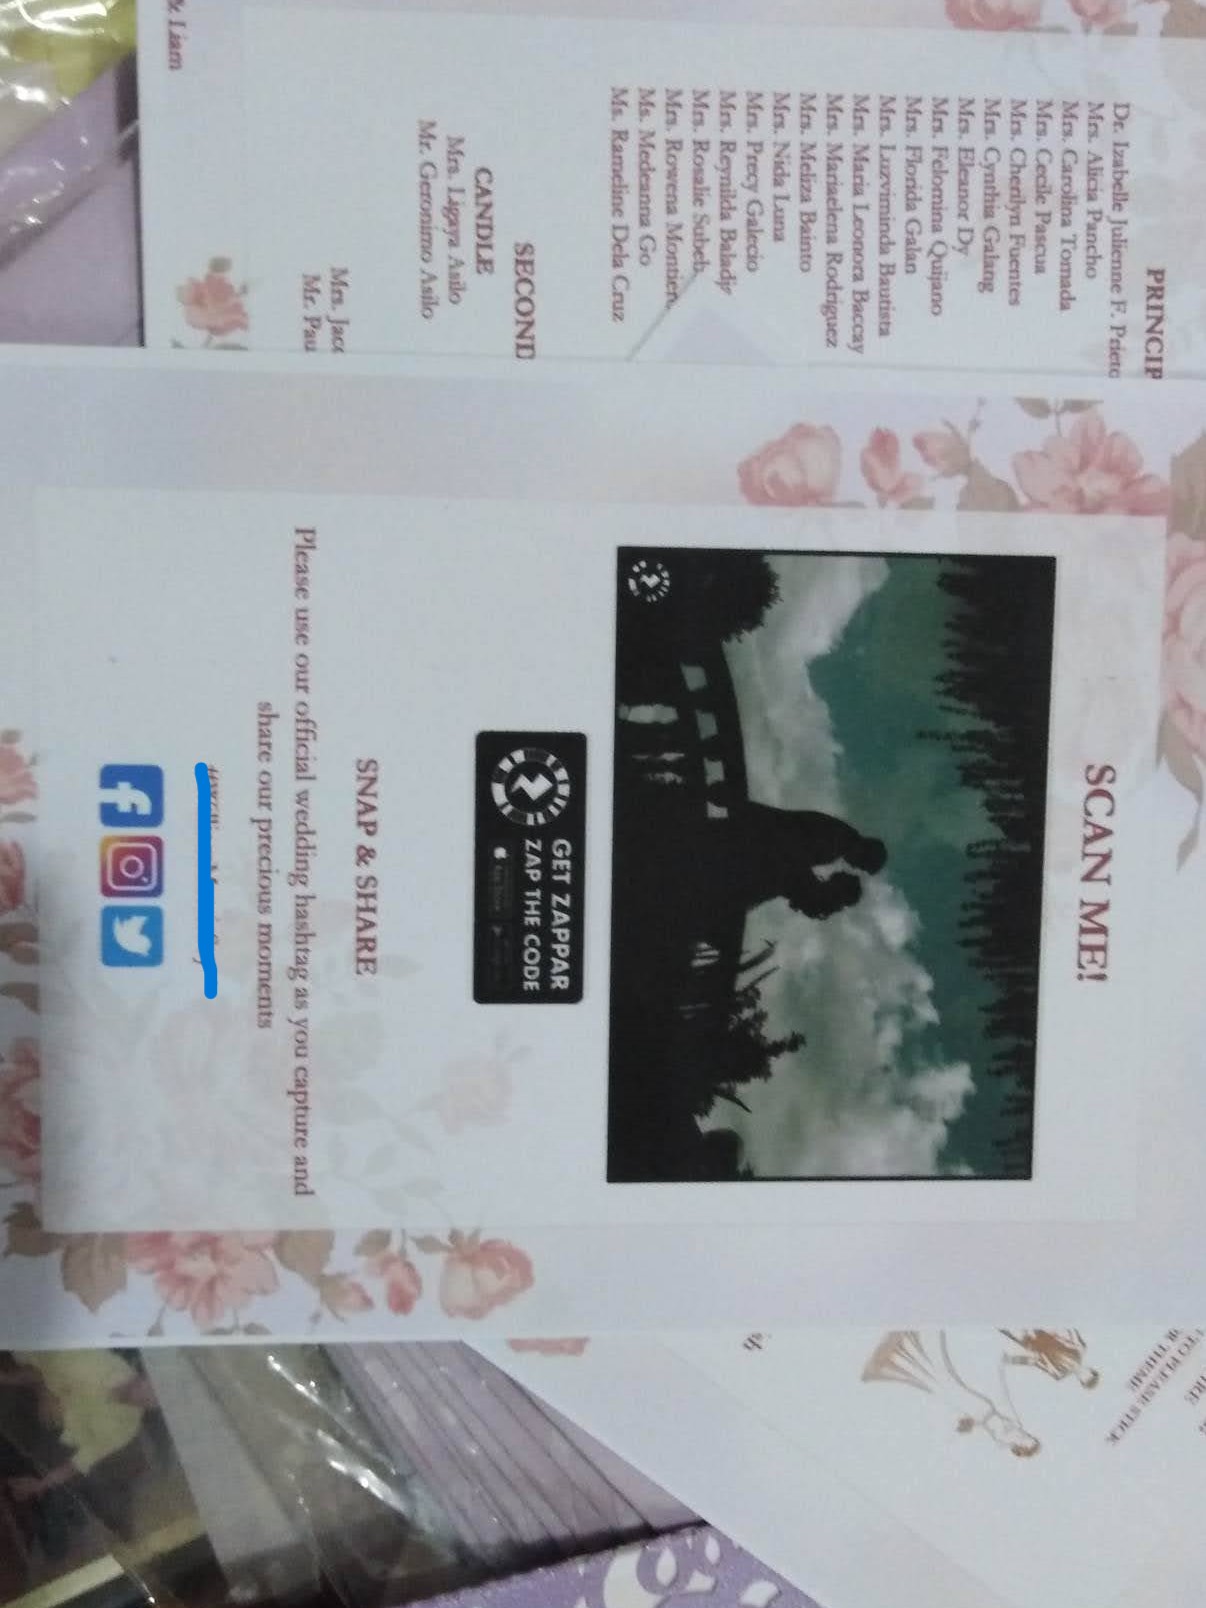 & Liam
PRINCIP
Dr. Izabelle Julienne F. Prieto
Mrs. Alicia Pancho
Mrs. Carolina Tomada
Mrs. Cecile Pascua
Mrs. Cherilyn Fuentes
Mrs. Cynthia Galang
Mrs. Eleanor Dy
Mrs. Felomina Quijano
Mrs. Florida Galan
Mrs. Luzviminda Bautista
Mrs. Maria Leonora Baccay
Mrs. Mariaelena Rodriguez
Mrs. Meliza Bainto
Mrs. Nida Luna
Mrs. Precy Galecio
Mrs. Reynilda Baladjy
Mrs. Rosalie Subeb
Mrs. Rowena Montiero
Ms. Medeanna Go
Ms. Rameline Dela Cruz
SECOND
CANDLE
Mrs. Ligaya Asilo
Mr. Geronimo Asilo
Mrs. Jac
Mr. Pau
SCAN ME!
GET ZAPPAR
ZAP THE CODE
SNAP & SHARE
Please use our official wedding hashtag as you capture and
share our precious moments
TO PLEASE STICK
THEME